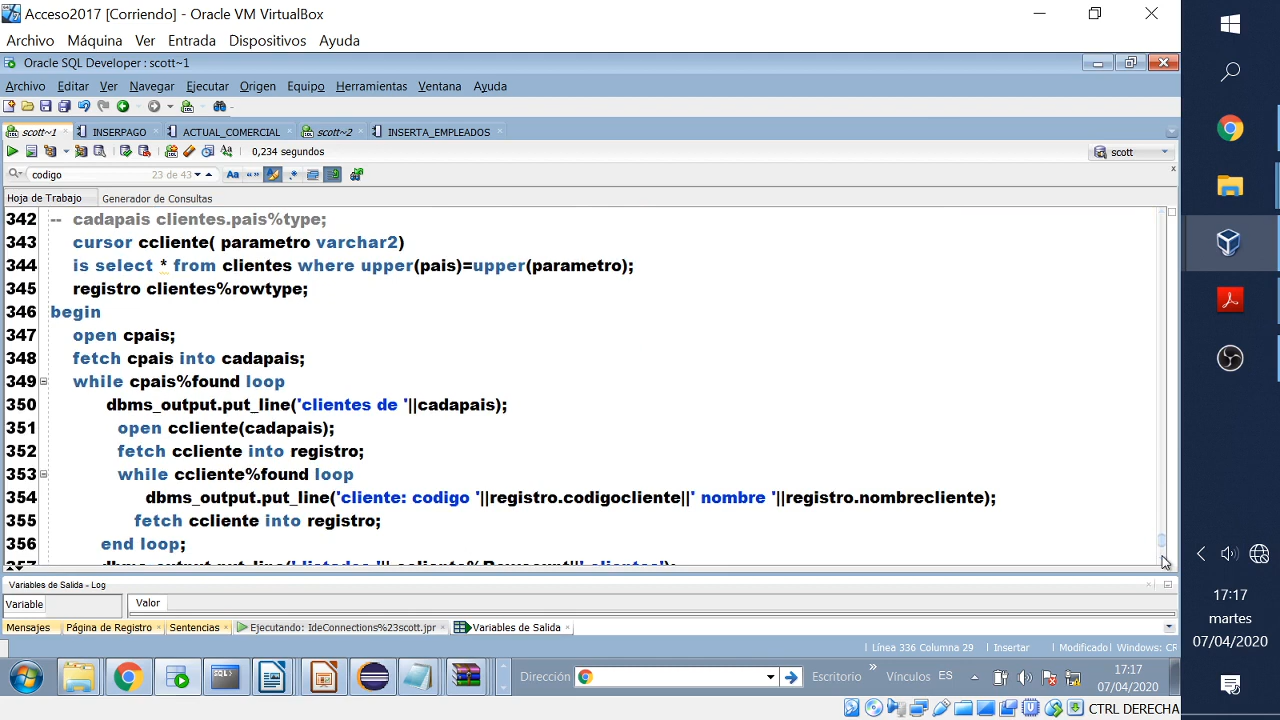 Acceso2017 [Corriendo] - Oracle VM VirtualBox
Archivo Máquina Ver Entrada Dispositivos Ayuda
Oracle SQL Developer : scott~1
Archivo Editar Ver Navegar Ejecutar Origen Equipo Herramientas Ventana Ayuda
scott~1 INSERPAGO ACTUAL_COMERCIAL scott~2 INSERTA_EMPLEADOS
0,234 segundos scott
codigo 23 de 43
Hoja de Trabajo Generador de Consultas
342 -- cadapais clientes.pais%type;
343 cursor ccliente( parametro varchar2)
344 is select * from clientes where upper(pais)=upper(parametro);
345 registro clientes%rowtype;
346 begin
347 open cpais;
348 fetch cpais into cadapais;
349 while cpais%found loop
350 dbms_output.put_line('clientes de '||cadapais);
351 open ccliente(cadapais);
352 fetch ccliente into registro;
353 while ccliente%found loop
354 dbms_output.put_line('cliente: codigo '||registro.codigocliente||' nombre '||registro.nombrecliente);
355 fetch ccliente into registro;
356 end loop;
Variables de Salida - Log
Variable Valor
Mensajes Página de Registro Sentencias Ejecutando: IdeConnections%23scott.jpr Variables de Salida
Línea 336 Columna 29 Insertar Modificado Windows: CR
Dirección Escritorio Vínculos ES 17:17
07/04/2020
CTRL DERECHA
17:17
martes
07/04/2020